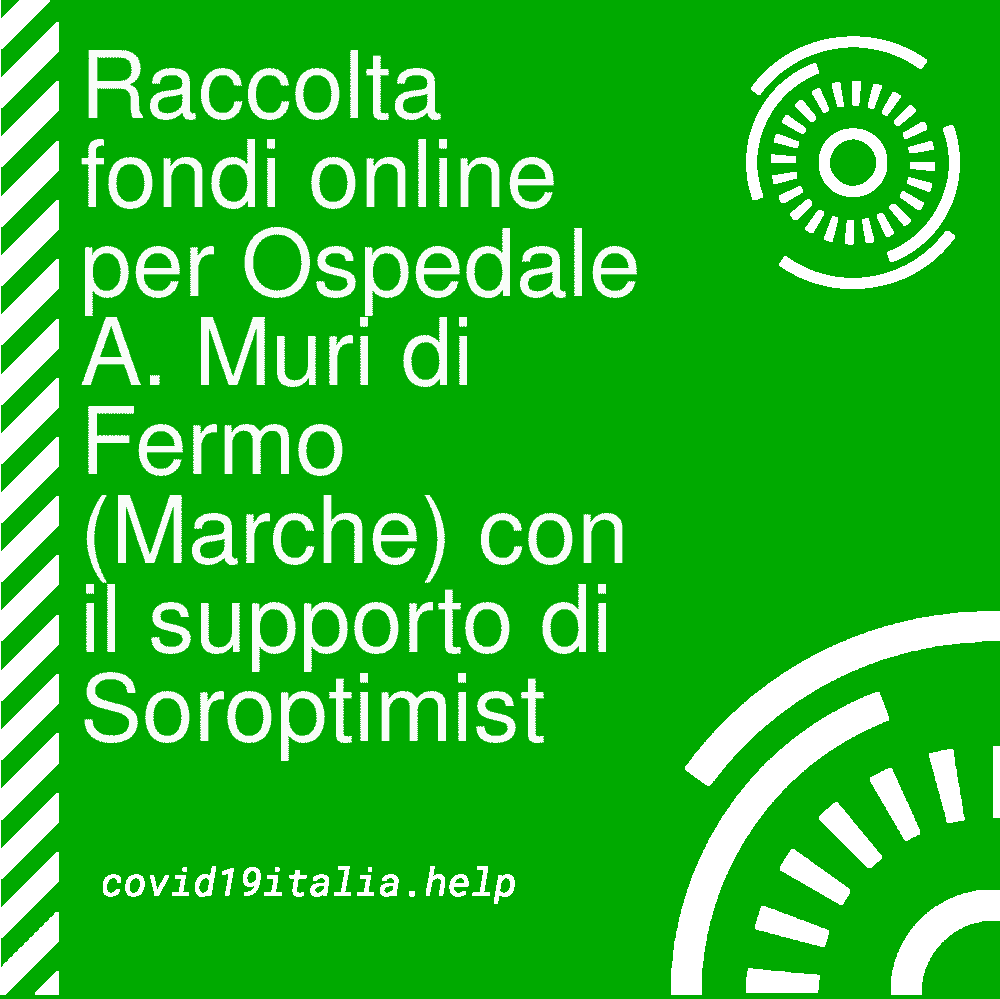 Raccolta
fondi online
per Ospedale
A. Muri di
Fermo
(Marche) con
il supporto di
Soroptimist
covid19italia.help